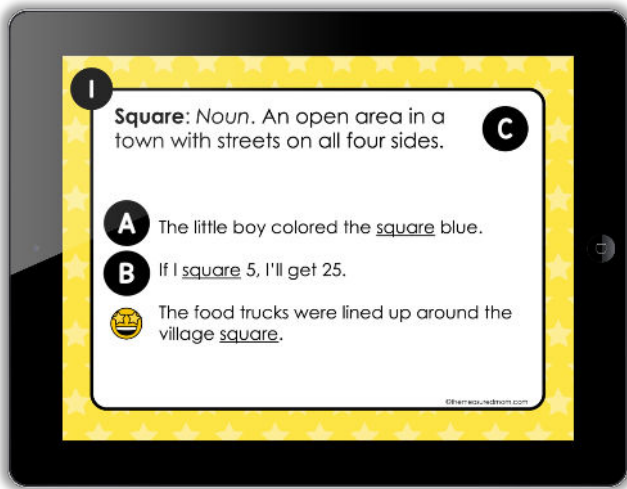 1
Square: Noun. An open area in a
town with streets on all four sides.
C
A
The little boy colored the square blue.
B
If I square 5, I'll get 25.
The food trucks were lined up around the
village square.
©themeasuredmom.com